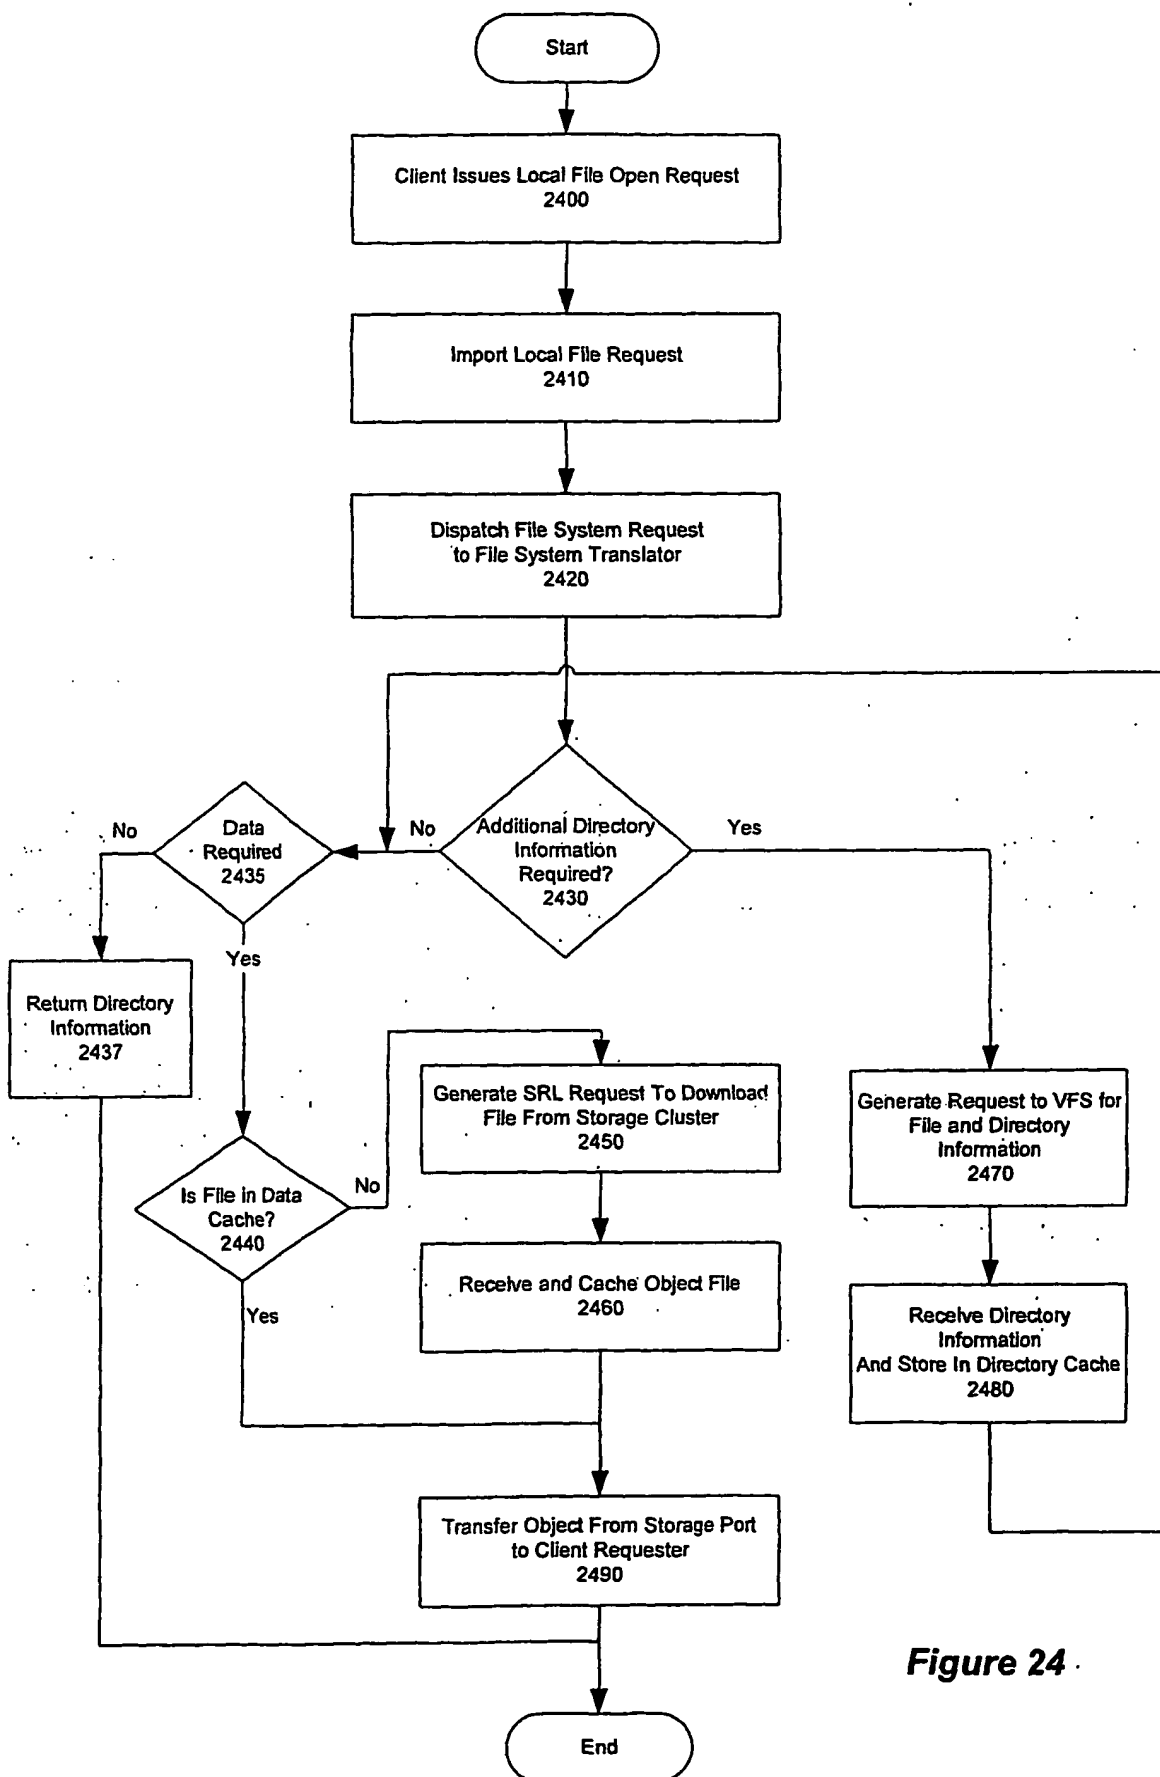 Start
Client Issues Local File Open Request
2400
Import Local File Request
2410
Dispatch File System Request
to File System Translator
2420
Additional Directory
Information
Required?
2430
No
Yes
Data
Required
2435
No
Yes
Return Directory
Information
2437
Is File in Data
Cache?
2440
No
Yes
Generate SRL Request To Download
File From Storage Cluster
2450
Receive and Cache Object File
2460
Generate Request to VFS for
File and Directory
Information
2470
Receive Directory
Information
And Store In Directory Cache
2480
Transfer Object From Storage Port
to Client Requester
2490
Figure 24
End